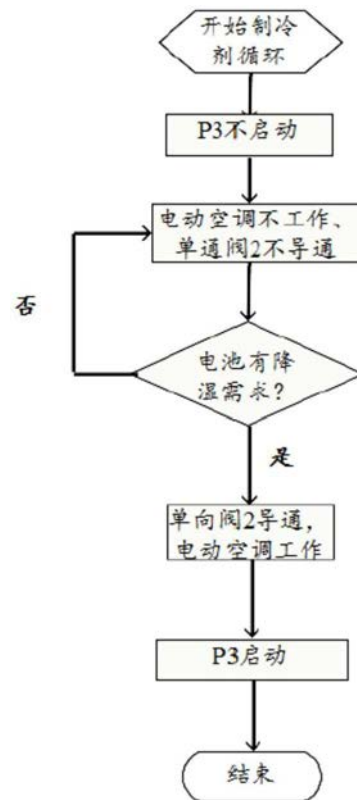 开始制冷
剂循环
P3不启动
电动空调不工作、
单通阀2不导通
否
电池有降
温需求？
是
单向阀2导通，
电动空调工作
P3启动
结束